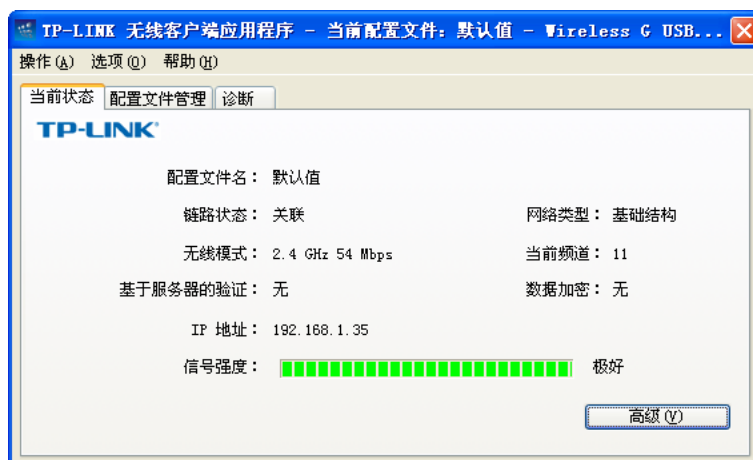 TP-LINK 无线客户端应用程序 - 当前配置文件: 默认值 - Wireless G USB...
操作(A) 选项(O) 帮助(H)
当前状态 配置文件管理 诊断
TP-LINK®
配置文件名: 默认值
链路状态: 关联 网络类型: 基础结构
无线模式: 2.4 GHz 54 Mbps 当前频道: 11
基于服务器的验证: 无 数据加密: 无
IP 地址: 192.168.1.35
信号强度: 极好
高级(V)